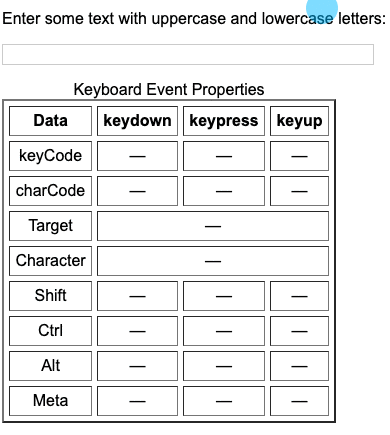 Enter some text with uppercase and lowercase letters:
Keyboard Event Properties
Data keydown keypress keyup
keyCode — — —
charCode — — —
Target —
Character —
Shift — — —
Ctrl — — —
Alt — — —
Meta — — —